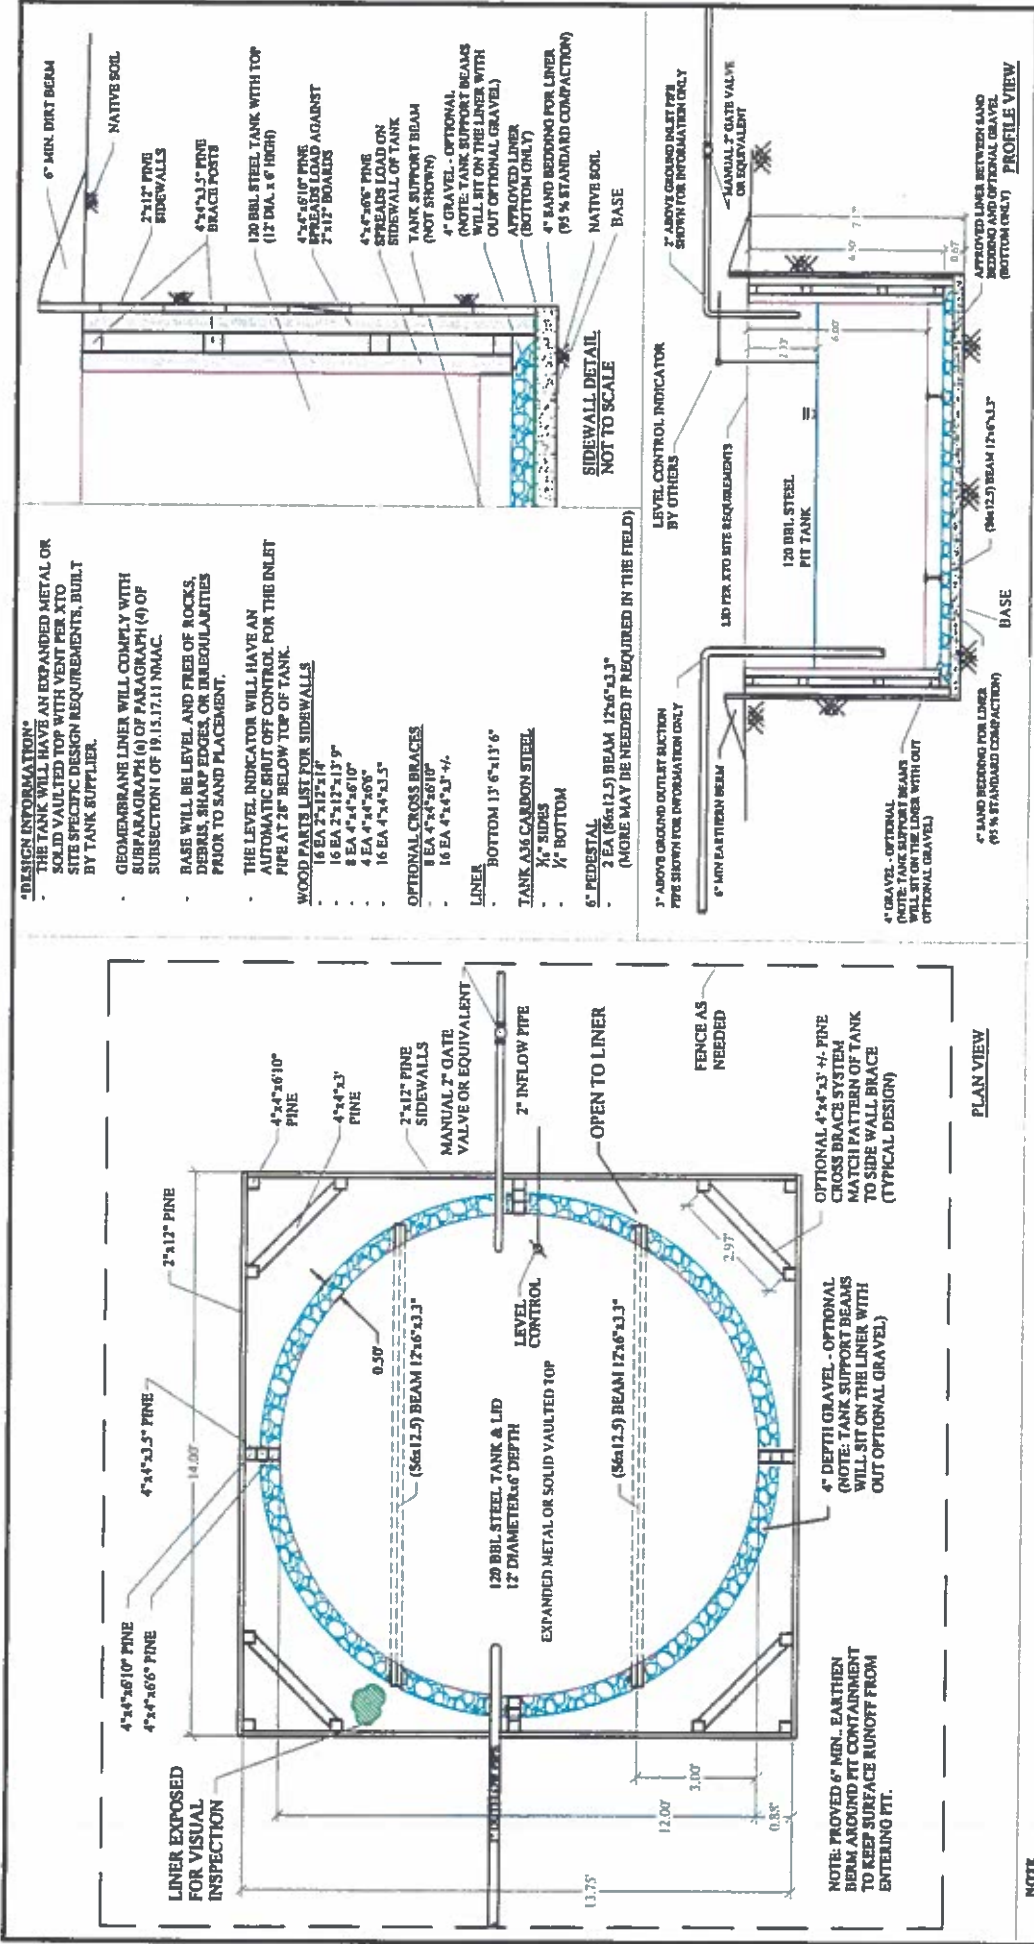 LINER EXPOSED
FOR VISUAL
INSPECTION
4"x4"x6'10" PINE
4"x4"x6'6" PINE
4"x4"x3.5" PINE
2"x12" PINE
4"x4"x6'10"
PINE
4"x4"x3'
PINE
2"x12" PINE
SIDEWALLS
MANUAL 2" GATE
VALVE OR EQUIVALENT
2" INFLOW PIPE
OPEN TO LINER
FENCE AS
NEEDED
14.00'
0.50'
(S6x12.5) BEAM 12'x6"x3.3"
LEVEL
CONTROL
120 BBL STEEL TANK & LID
12' DIAMETERx6' DEPTH
EXPANDED METAL OR SOLID VAULTED TOP
(S6x12.5) BEAM 12'x6"x3.3"
2.97'
13.75'
12.00'
3.00'
0.88'
OPTIONAL 4"x4"x3' +/- PINE
CROSS BRACE SYSTEM
MATCH PATTERN OF TANK
TO SIDE WALL BRACE
(TYPICAL DESIGN)
4" DEPTH GRAVEL - OPTIONAL
(NOTE: TANK SUPPORT BEAMS
WILL SIT ON THE LINER WITH
OUT OPTIONAL GRAVEL)
NOTE: PROVED 6" MIN.. EARTHEN
BERM AROUND PIT CONTAINMENT
TO KEEP SURFACE RUNOFF FROM
ENTERING PIT.
PLAN VIEW
NOTE
*DESIGN INFORMATION*
- THE TANK WILL HAVE AN EXPANDED METAL OR
SOLID VAULTED TOP WITH VENT PER XTO
SITE SPECIFIC DESIGN REQUIREMENTS, BUILT
BY TANK SUPPLIER.
- GEOMEMBRANE LINER WILL COMPLY WITH
SUBPARAGRAPH (a) OF PARAGRAPH (4) OF
SUBSECTION I OF 19.15.17.11 NMAC.
- BASE WILL BE LEVEL AND FREE OF ROCKS,
DEBRIS, SHARP EDGES, OR IRREGULARITIES
PRIOR TO SAND PLACEMENT.
- THE LEVEL INDICATOR WILL HAVE AN
AUTOMATIC SHUT OFF CONTROL FOR THE INLET
PIPE AT 28" BELOW TOP OF TANK.
WOOD PARTS LIST FOR SIDEWALLS
- 16 EA 2"x12"x14'
- 16 EA 2"x12"x13' 9"
- 8 EA 4"x4"x6'10"
- 4 EA 4"x4"x6'6"
- 16 EA 4"x4"x3.5"
OPTIONAL CROSS BRACES
- 8 EA 4"x4"x6'10"
- 16 EA 4"x4"x3' +/-
LINER
- BOTTOM 13' 6"x13' 6"
TANK A36 CARBON STEEL
- SIDES
- ¼" BOTTOM
6" PEDESTAL
- 2 EA (S6x12.5) BEAM 12'x6"x3.3"
(MORE MAY BE NEEDED IF REQUIRED IN THE FIELD)
6" MIN. DIRT BERM
NATIVE SOIL
2"x12" PINE
SIDEWALLS
4"x4"x3.5" PINE
BRACE POSTS
120 BBL STEEL TANK WITH TOP
(12' DIA. x 6' HIGH)
4"x4"x6'10" PINE
SPREADS LOAD AGAINST
2"x12" BOARDS
4"x4"x6'6" PINE
SPREADS LOAD ON
SIDEWALL OF TANK
TANK SUPPORT BEAM
(NOT SHOWN)
4" GRAVEL - OPTIONAL
(NOTE: TANK SUPPORT BEAMS
WILL SIT ON THE LINER WITH
OUT OPTIONAL GRAVEL)
APPROVED LINER
(BOTTOM ONLY)
4" SAND BEDDING FOR LINER
(95 % STANDARD COMPACTION)
NATIVE SOIL
BASE
SIDEWALL DETAIL
NOT TO SCALE
3" ABOVE GROUND OUTLET SUCTION
PIPE SHOWN FOR INFORMATION ONLY
6" MIN EARTHERN BERM
LEVEL CONTROL INDICATOR
BY OTHERS
LID PER XTO SITE REQUIREMENTS
2" ABOVE GROUND INLET PIPE
SHOWN FOR INFORMATION ONLY
MANUAL 2" GATE VALVE
OR EQUIVALENT
120 BBL STEEL
PIT TANK
2.33'
6.00'
6.50'
0.67'
4" GRAVEL - OPTIONAL
(NOTE: TANK SUPPORT BEAMS
WILL SIT ON THE LINER WITH OUT
OPTIONAL GRAVEL)
4" SAND BEDDING FOR LINER
(95 % STANDARD COMPACTION)
BASE
(S6x12.5) BEAM 12'x6"x3.3"
APPROVED LINER BETWEEN SAND
BEDDING AND OPTIONAL GRAVEL
(BOTTOM ONLY)
PROFILE VIEW